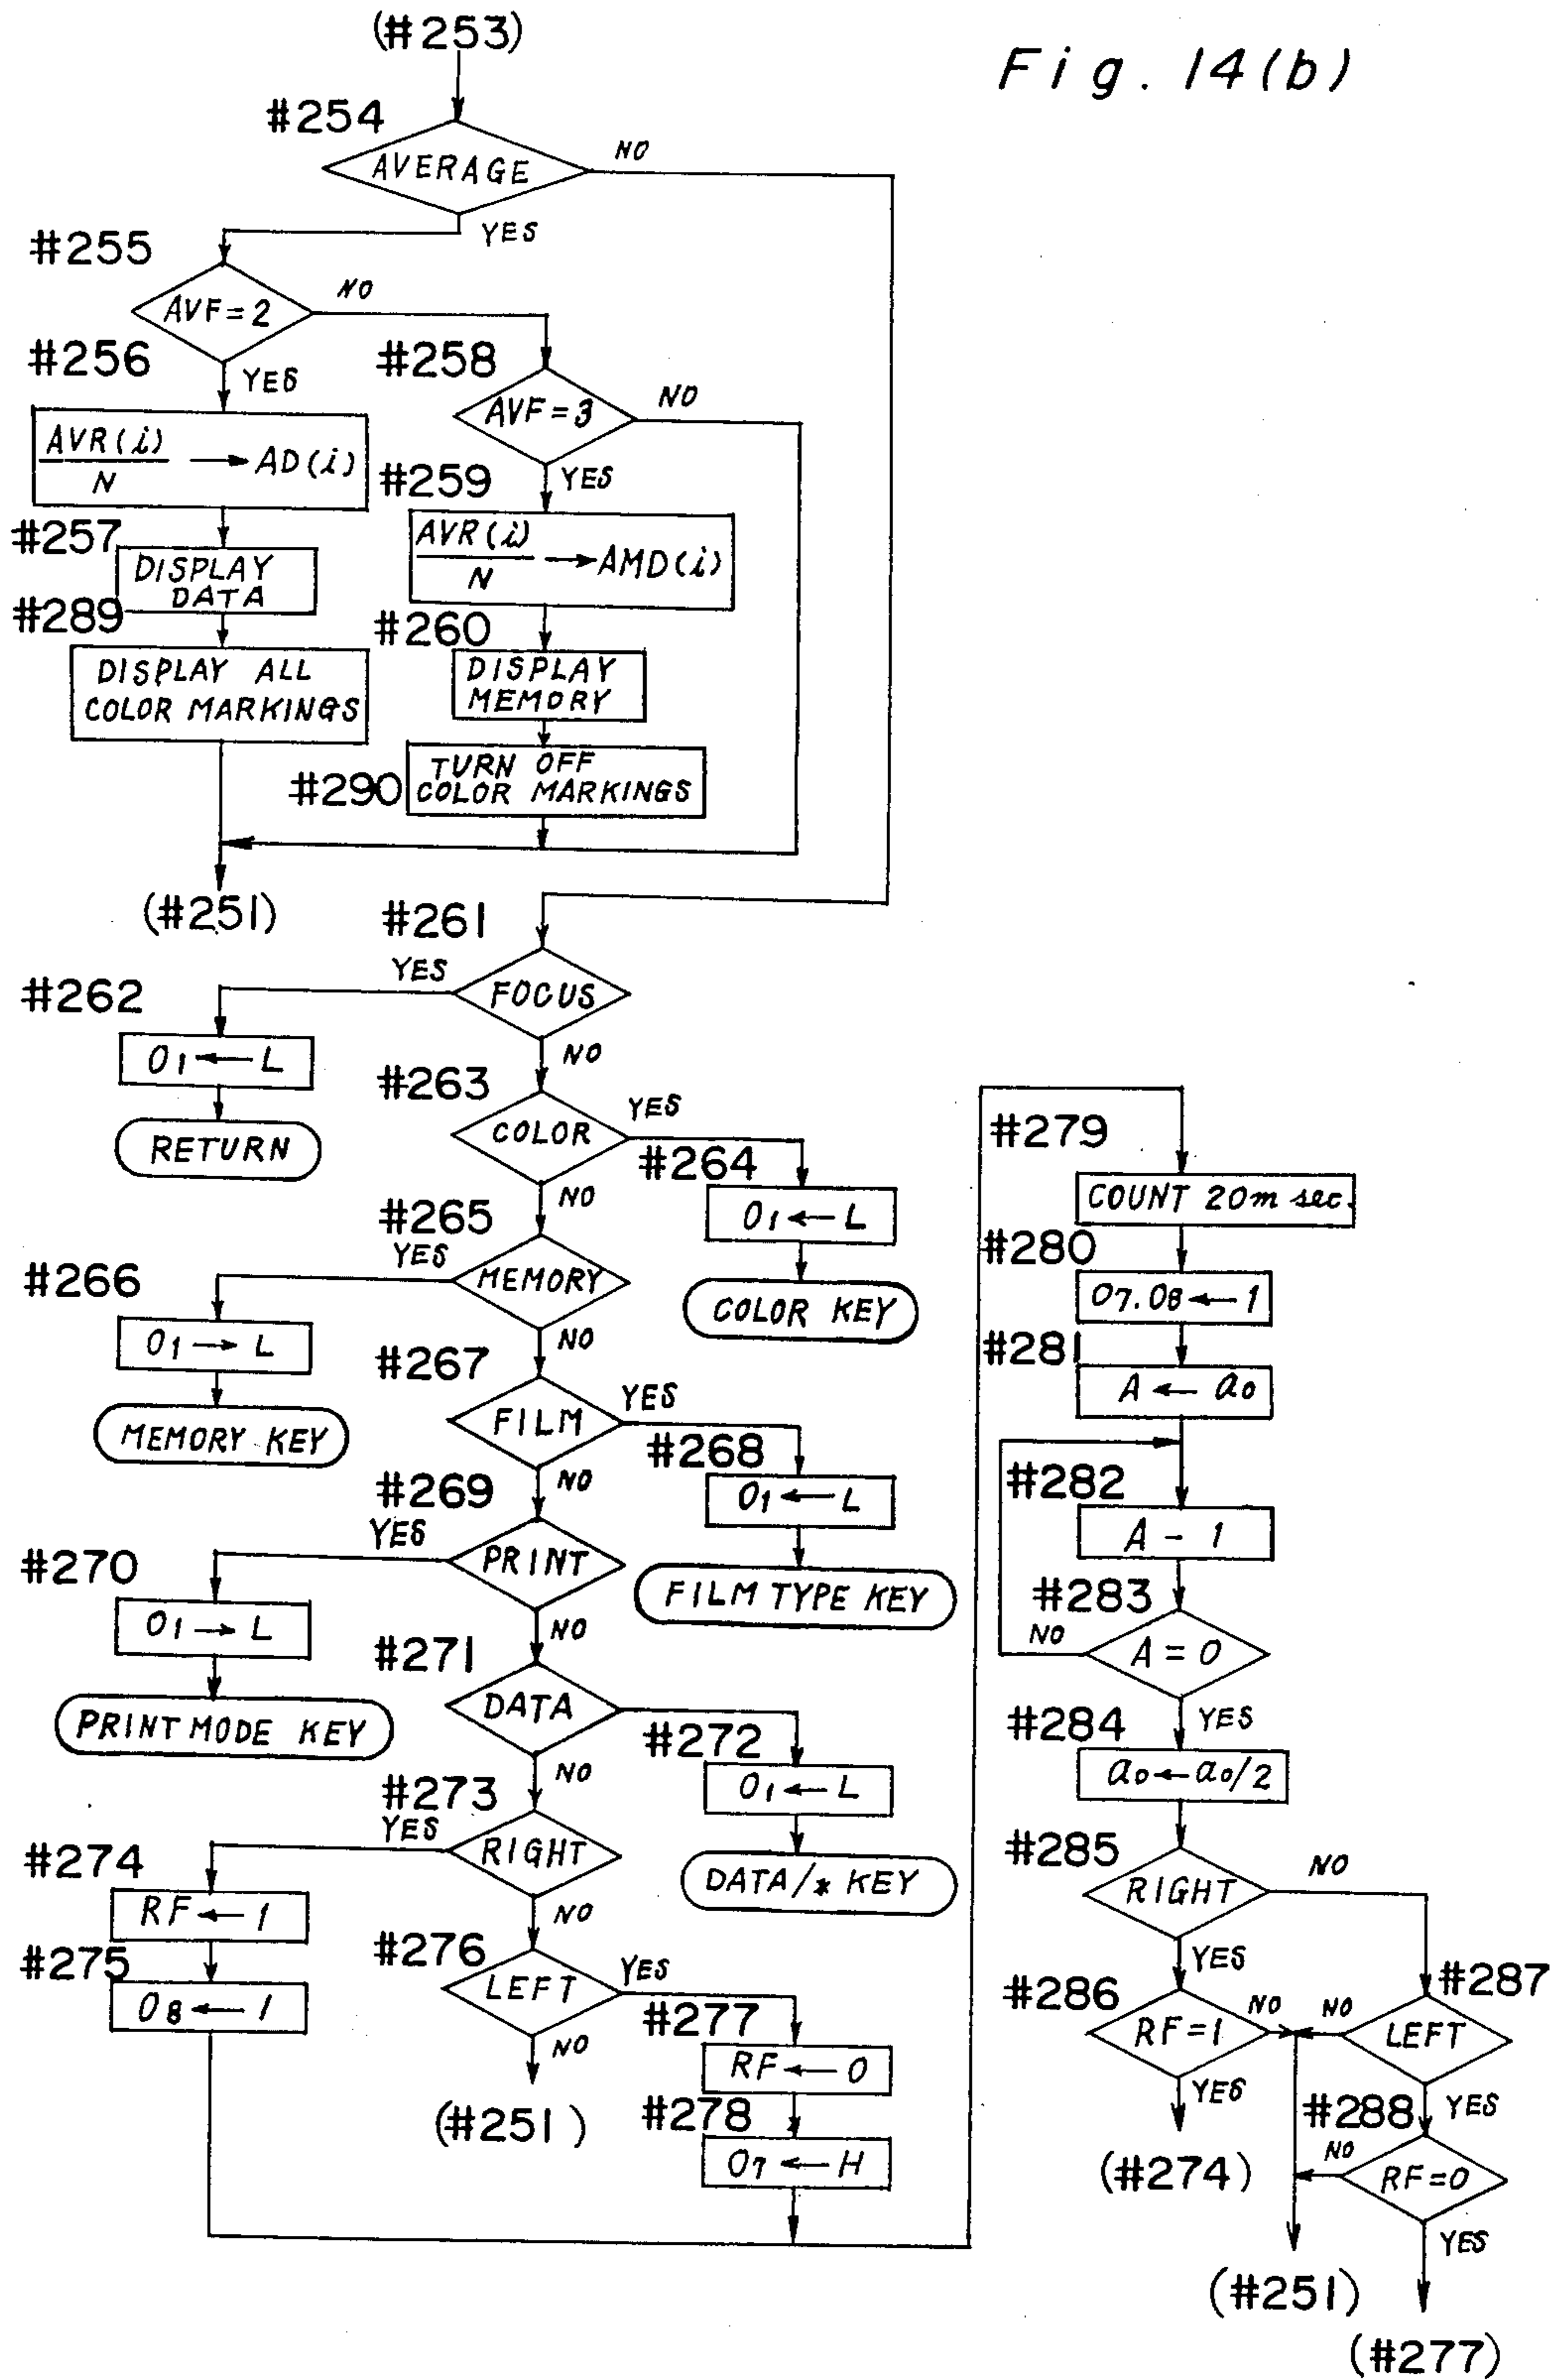 (#253)
Fig. 14(b)
#254
AVERAGE
NO
YES
#255
AVF=2
NO
#256
YES
AVR(i)
N
→ AD(i)
#257
DISPLAY
DATA
#289
DISPLAY ALL
COLOR MARKINGS
#258
AVF=3
NO
#259
YES
AVR(i)
N
→ AMD(i)
#260
DISPLAY
MEMORY
#290
TURN OFF
COLOR MARKINGS
(#251)
#261
FOCUS
YES
#262
O1 ← L
RETURN
NO
#263
COLOR
YES
#264
O1 ← L
COLOR KEY
NO
#265
MEMORY
YES
#266
O1 → L
MEMORY KEY
NO
#267
FILM
YES
#268
O1 ← L
FILM TYPE KEY
NO
#269
PRINT
YES
#270
O1 → L
PRINT MODE KEY
NO
#271
DATA
#272
O1 ← L
DATA/* KEY
NO
#273
RIGHT
YES
#274
RF ← 1
#275
O8 ← 1
NO
#276
LEFT
YES
#277
RF ← 0
#278
O7 ← H
NO
(#251)
#279
COUNT 20m sec.
#280
O7.O8 ← 1
#281
A ← a0
#282
A - 1
#283
A = 0
NO
YES
#284
a0 ← a0/2
#285
RIGHT
NO
YES
#286
RF=1
NO
YES
(#274)
#287
LEFT
NO
YES
#288
RF=0
NO
YES
(#251)
(#277)